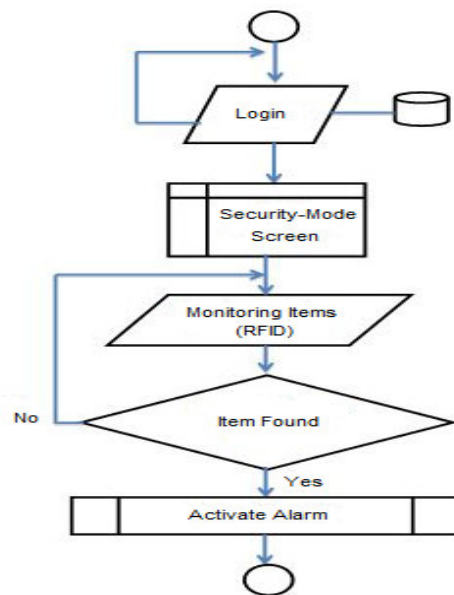 Login
Security-Mode
Screen
Monitoring Items
(RFID)
Item Found
No
Yes
Activate Alarm